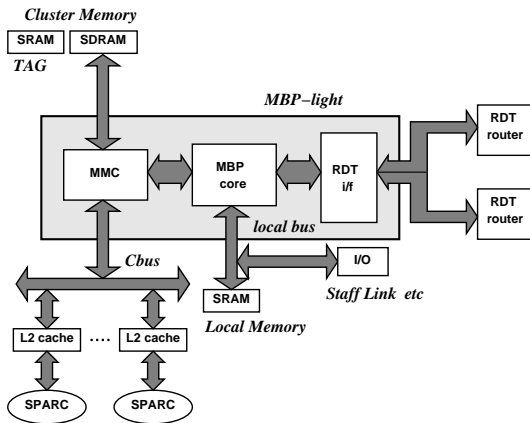 Cluster Memory
SRAM SDRAM
TAG
MBP-light
RDT
router
MMC
MBP
core
RDT
i/f
RDT
router
local bus
Cbus
I/O
SRAM
Staff Link etc
Local Memory
L2 cache .... L2 cache
SPARC SPARC